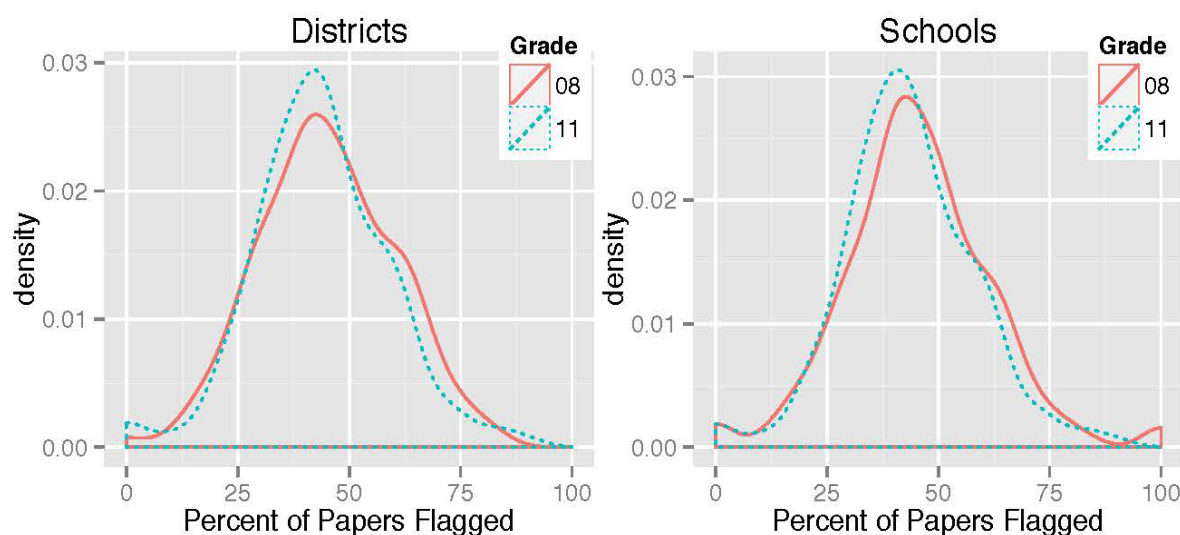 Districts
Grade
08
11
0.03
0.02
0.01
0.00
density
0
25
50
75
100
Percent of Papers Flagged
Schools
Grade
08
11
0.03
0.02
0.01
0.00
density
0
25
50
75
100
Percent of Papers Flagged